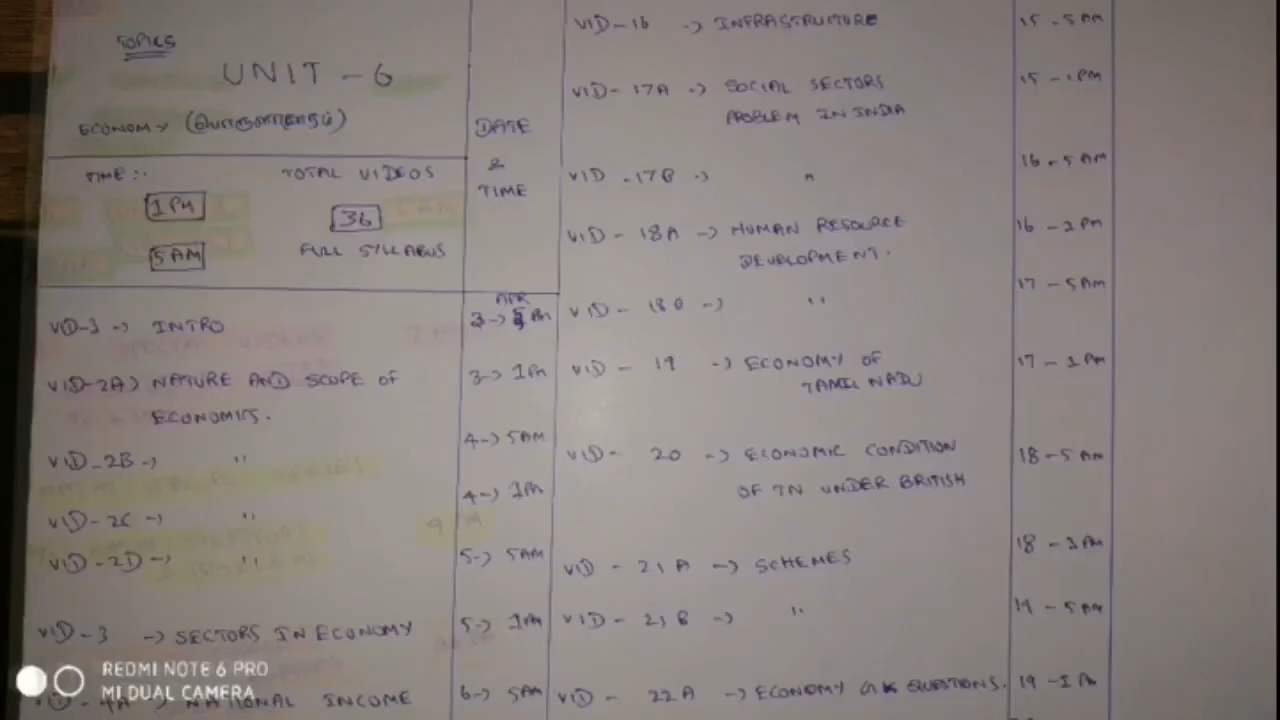 TOPICS
UNIT - 6
ECONOMY (பொருளாதாரம்)
TIME :-
1 PM
5 AM
TOTAL VIDEOS
36
FULL SYLLABUS
DATE
&
TIME
APR
VID-1 -> INTRO
3 -> PM
VID-2A) NATURE AND SCOPE OF
ECONOMICS.
3 -> 1 PM
VID-2B -> "
4 -> 5 AM
VID-2C -> "
4 -> 1 PM
VID-2D -> "
5 -> 5 AM
VID-3 -> SECTORS IN ECONOMY
5 -> 1 PM
VID-4A -> NATIONAL INCOME
6 -> 5 AM
VID-16 -> INFRASTRUCTURE
15 - 5 AM
VID-17A -> SOCIAL SECTORS
PROBLEM IN INDIA
15 - 1 PM
VID-17B -> "
16 - 5 AM
VID-18A -> HUMAN RESOURCE
DEVELOPMENT.
16 - 1 PM
VID-18B -> "
17 - 5 AM
VID-19 -> ECONOMY OF
TAMIL NADU
17 - 1 PM
VID-20 -> ECONOMIC CONDITION
OF TN UNDER BRITISH
18 - 5 AM
VID-21A -> SCHEMES
18 - 1 PM
VID-21B -> "
19 - 5 AM
VID-22A -> ECONOMY GK QUESTIONS.
19 - 1 PM
REDMI NOTE 6 PRO
MI DUAL CAMERA